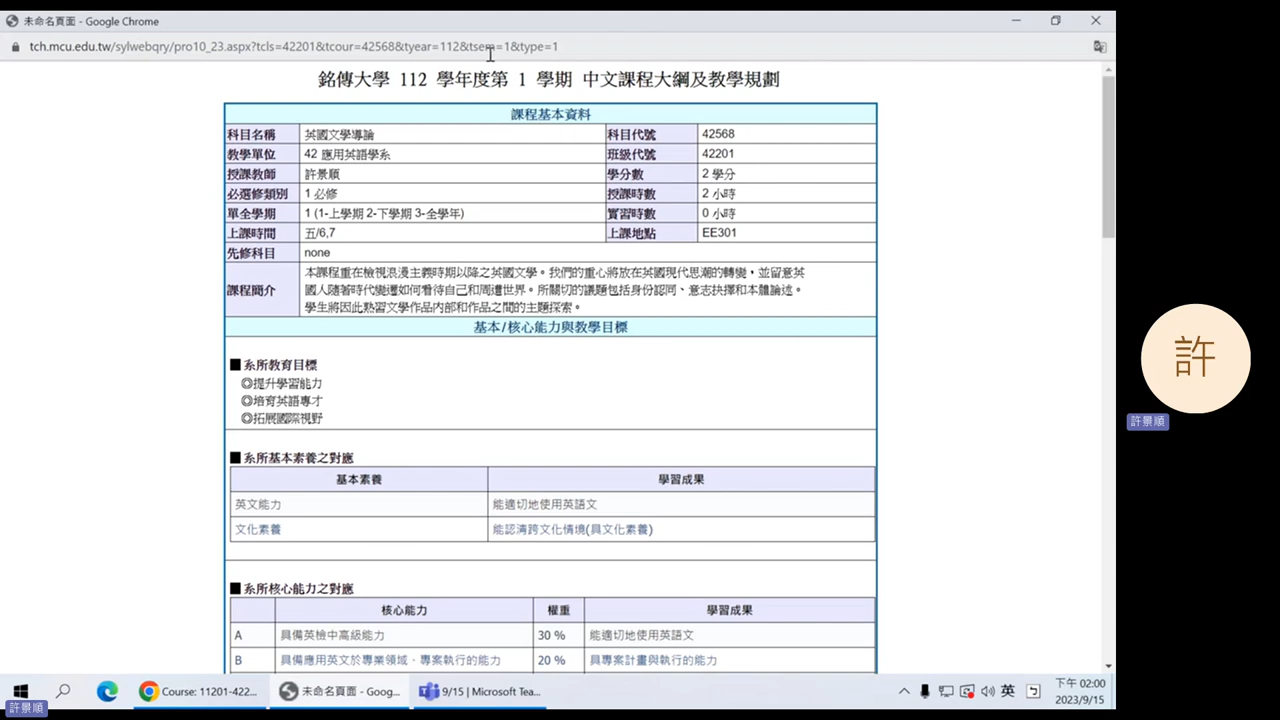 未命名頁面 - Google Chrome
tch.mcu.edu.tw/sylwebqry/pro10_23.aspx?tcls=42201&tcour=42568&tyear=112&tsem=1&type=1
銘傳大學 112 學年度第 1 學期 中文課程大綱及教學規劃
課程基本資料
科目名稱 英國文學導論 科目代號 42568
教學單位 42 應用英語學系 班級代號 42201
授課教師 許景順 學分數 2 學分
必選修類別 1 必修 授課時數 2 小時
單全學期 1 (1-上學期 2-下學期 3-全學年) 實習時數 0 小時
上課時間 五/6,7 上課地點 EE301
先修科目 none
課程簡介 本課程重在檢視浪漫主義時期以降之英國文學。我們的重心將放在英國現代思潮的轉變，並留意英
國人隨著時代變遷如何看待自己和周遭世界。所關切的議題包括身份認同、意志抉擇和本體論述。
學生將因此熟習文學作品內部和作品之間的主題探索。
基本/核心能力與教學目標
■系所教育目標
◎提升學習能力
◎培育英語專才
◎拓展國際視野
■系所基本素養之對應
基本素養 學習成果
英文能力 能適切地使用英語文
文化素養 能認清跨文化情境(具文化素養)
■系所核心能力之對應
核心能力 權重 學習成果
A 具備英檢中高級能力 30 % 能適切地使用英語文
B 具備應用英文於專業領域、專案執行的能力 20 % 具專案計畫與執行的能力
許
許景順
Course: 11201-422...
未命名頁面 - Goog...
9/15 | Microsoft Tea...
英
下午 02:00
2023/9/15
許景順